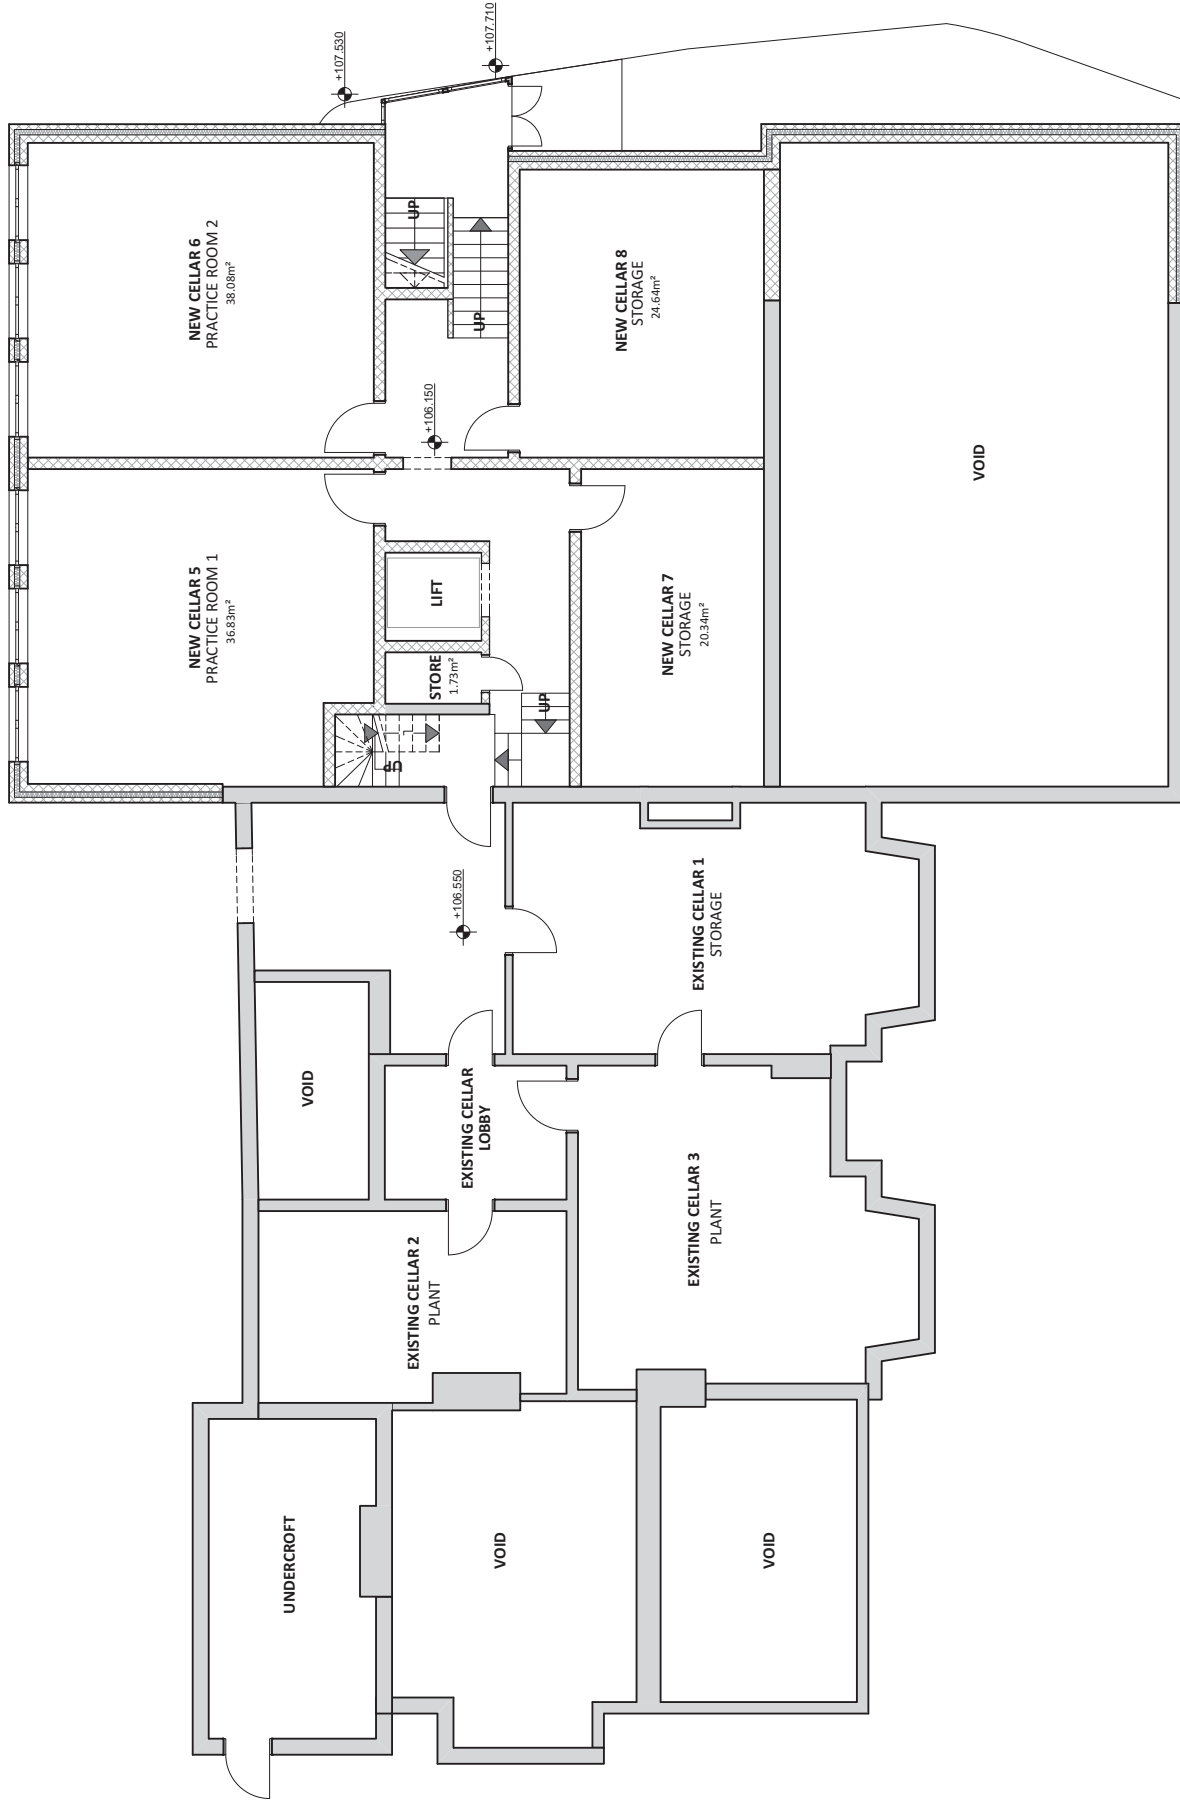 +107.530
+107.710
NEW CELLAR 6
PRACTICE ROOM 2
38.08m²
UP
UP
NEW CELLAR 8
STORAGE
24.64m²
+106.150
VOID
NEW CELLAR 5
PRACTICE ROOM 1
36.83m²
LIFT
STORE
1.73m²
NEW CELLAR 7
STORAGE
20.34m²
UP
UP
+106.550
EXISTING CELLAR 1
STORAGE
VOID
EXISTING CELLAR
LOBBY
EXISTING CELLAR 3
PLANT
EXISTING CELLAR 2
PLANT
UNDERCROFT
VOID
VOID